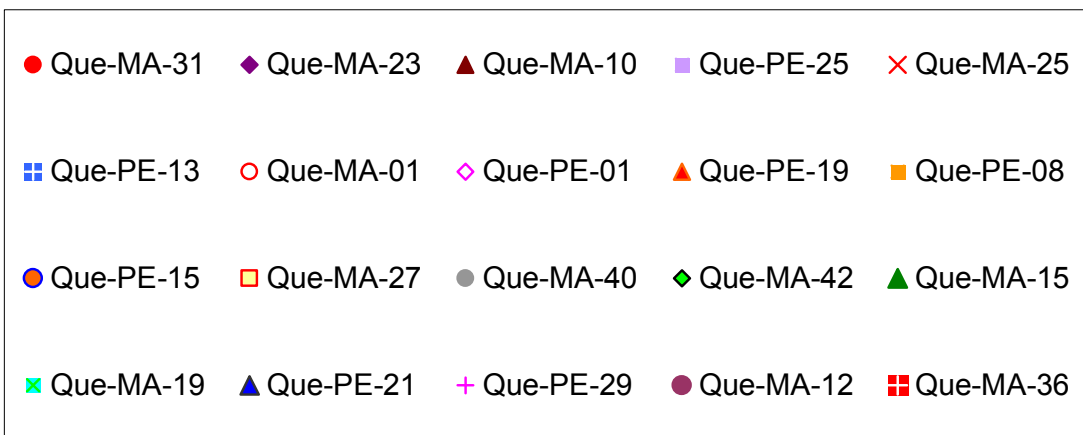 Que-MA-31 Que-MA-23 Que-MA-10 Que-PE-25 Que-MA-25
Que-PE-13 Que-MA-01 Que-PE-01 Que-PE-19 Que-PE-08
Que-PE-15 Que-MA-27 Que-MA-40 Que-MA-42 Que-MA-15
Que-MA-19 Que-PE-21 Que-PE-29 Que-MA-12 Que-MA-36